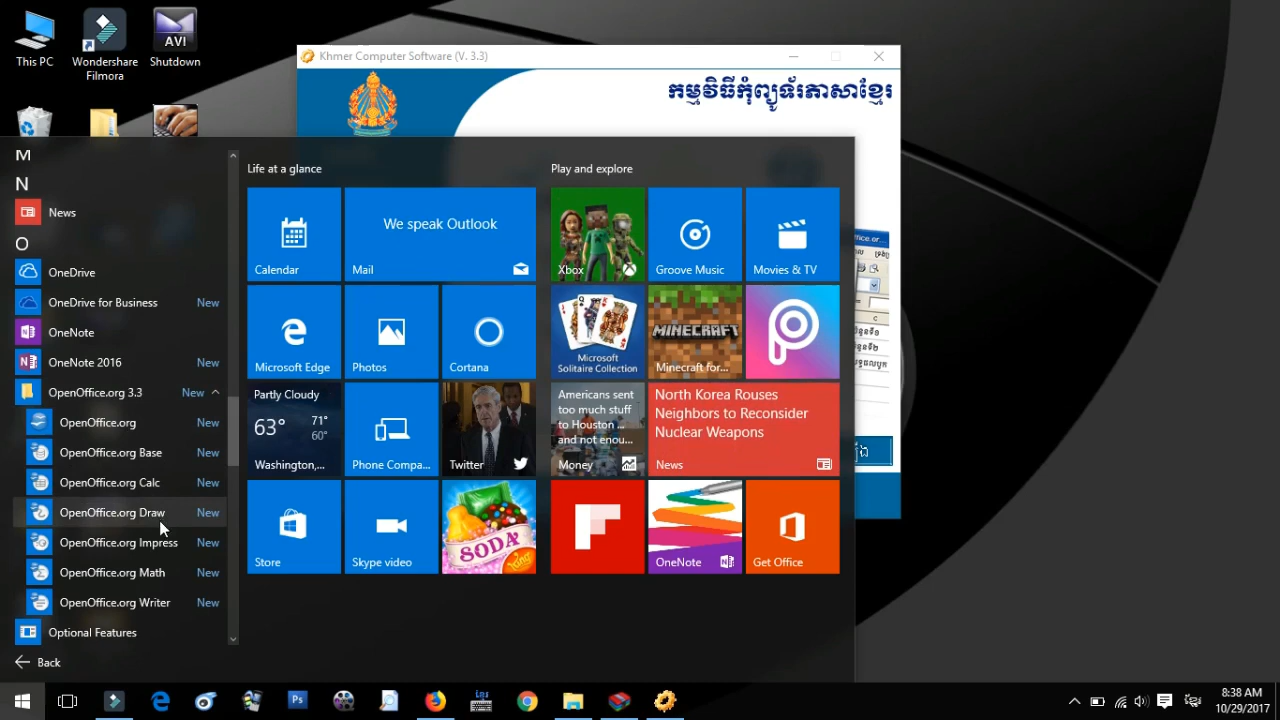 This PC
Wondershare Filmora
AVI
Shutdown
Khmer Computer Software (V. 3.3)
កម្មវិធីកុំព្យូទ័រភាសាខ្មែរ
M
N
News
O
OneDrive
OneDrive for Business New
OneNote
OneNote 2016 New
OpenOffice.org 3.3 New
OpenOffice.org New
OpenOffice.org Base New
OpenOffice.org Calc New
OpenOffice.org Draw New
OpenOffice.org Impress New
OpenOffice.org Math New
OpenOffice.org Writer New
Optional Features
Back
Life at a glance
Calendar
We speak Outlook
Mail
Microsoft Edge
Photos
Cortana
Partly Cloudy
63° 71°
60°
Washington,...
Phone Compa...
Twitter
Store
Skype video
SODA
Play and explore
Xbox
Groove Music
Movies & TV
Microsoft
Solitaire Collection
MINECRAFT
Minecraft for...
Americans sent
too much stuff
to Houston ...
and not enou...
Money
North Korea Rouses
Neighbors to Reconsider
Nuclear Weapons
News
OneNote
Get Office
C
Ps
ខ្មែរ
8:38 AM
10/29/2017